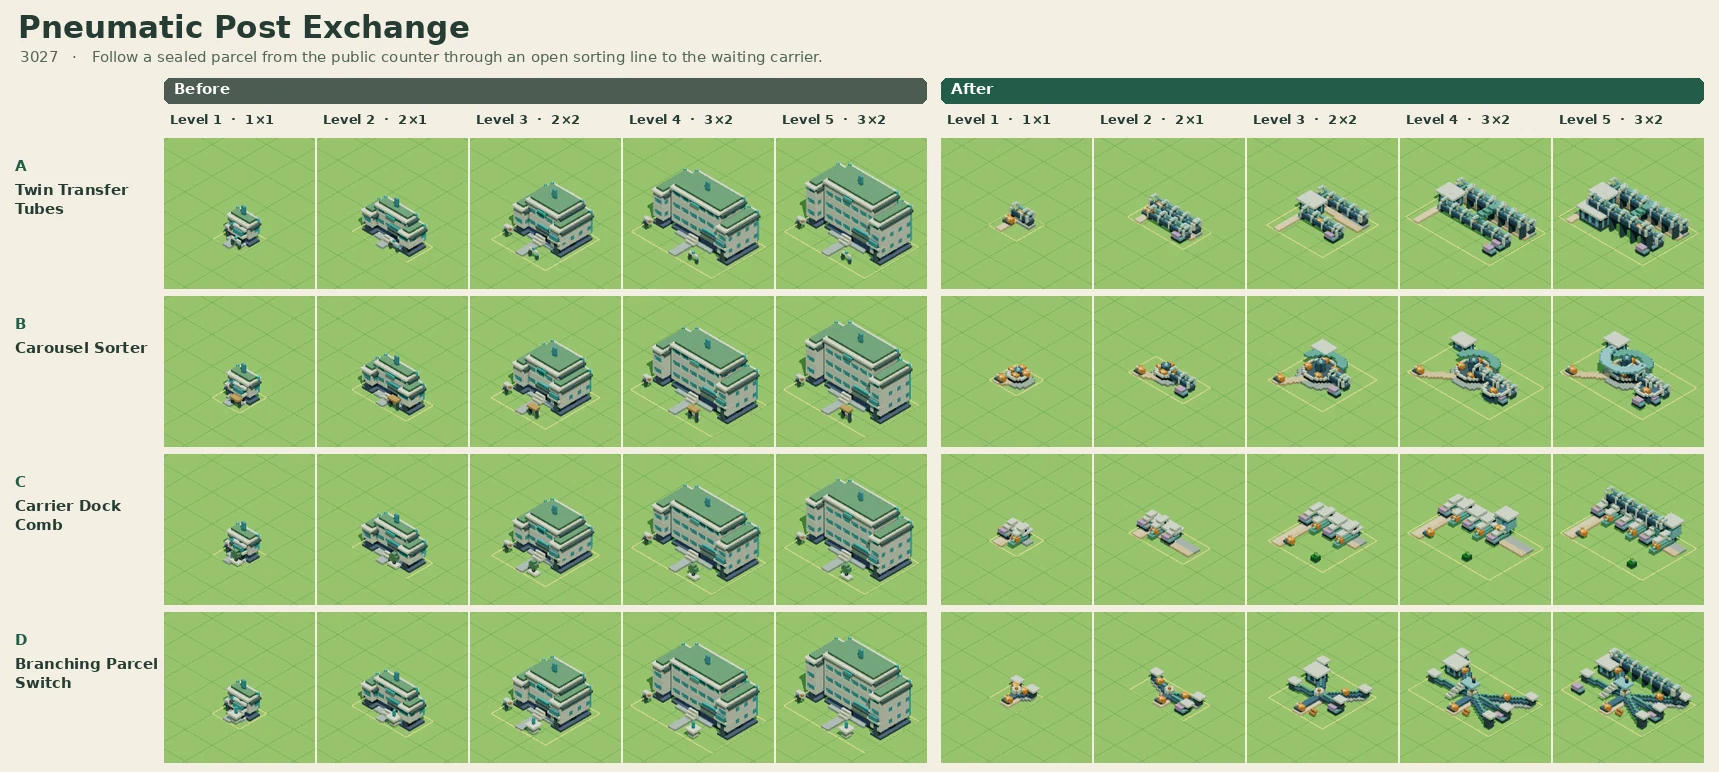 Pneumatic Post Exchange
3027 · Follow a sealed parcel from the public counter through an open sorting line to the waiting carrier.
Before
After
Level 1 · 1×1
Level 2 · 2×1
Level 3 · 2×2
Level 4 · 3×2
Level 5 · 3×2
Level 1 · 1×1
Level 2 · 2×1
Level 3 · 2×2
Level 4 · 3×2
Level 5 · 3×2
A
Twin Transfer
Tubes
B
Carousel Sorter
C
Carrier Dock
Comb
D
Branching Parcel
Switch